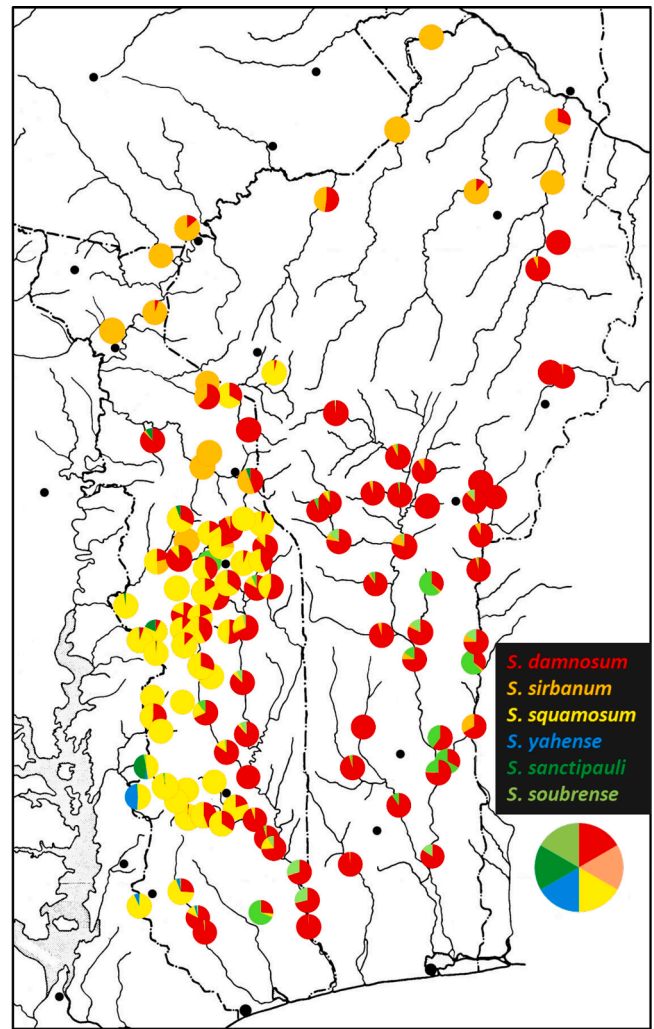 S. damnosum
S. sirbanum
S. squamosum
S. yahense
S. sanctipauli
S. soubrense